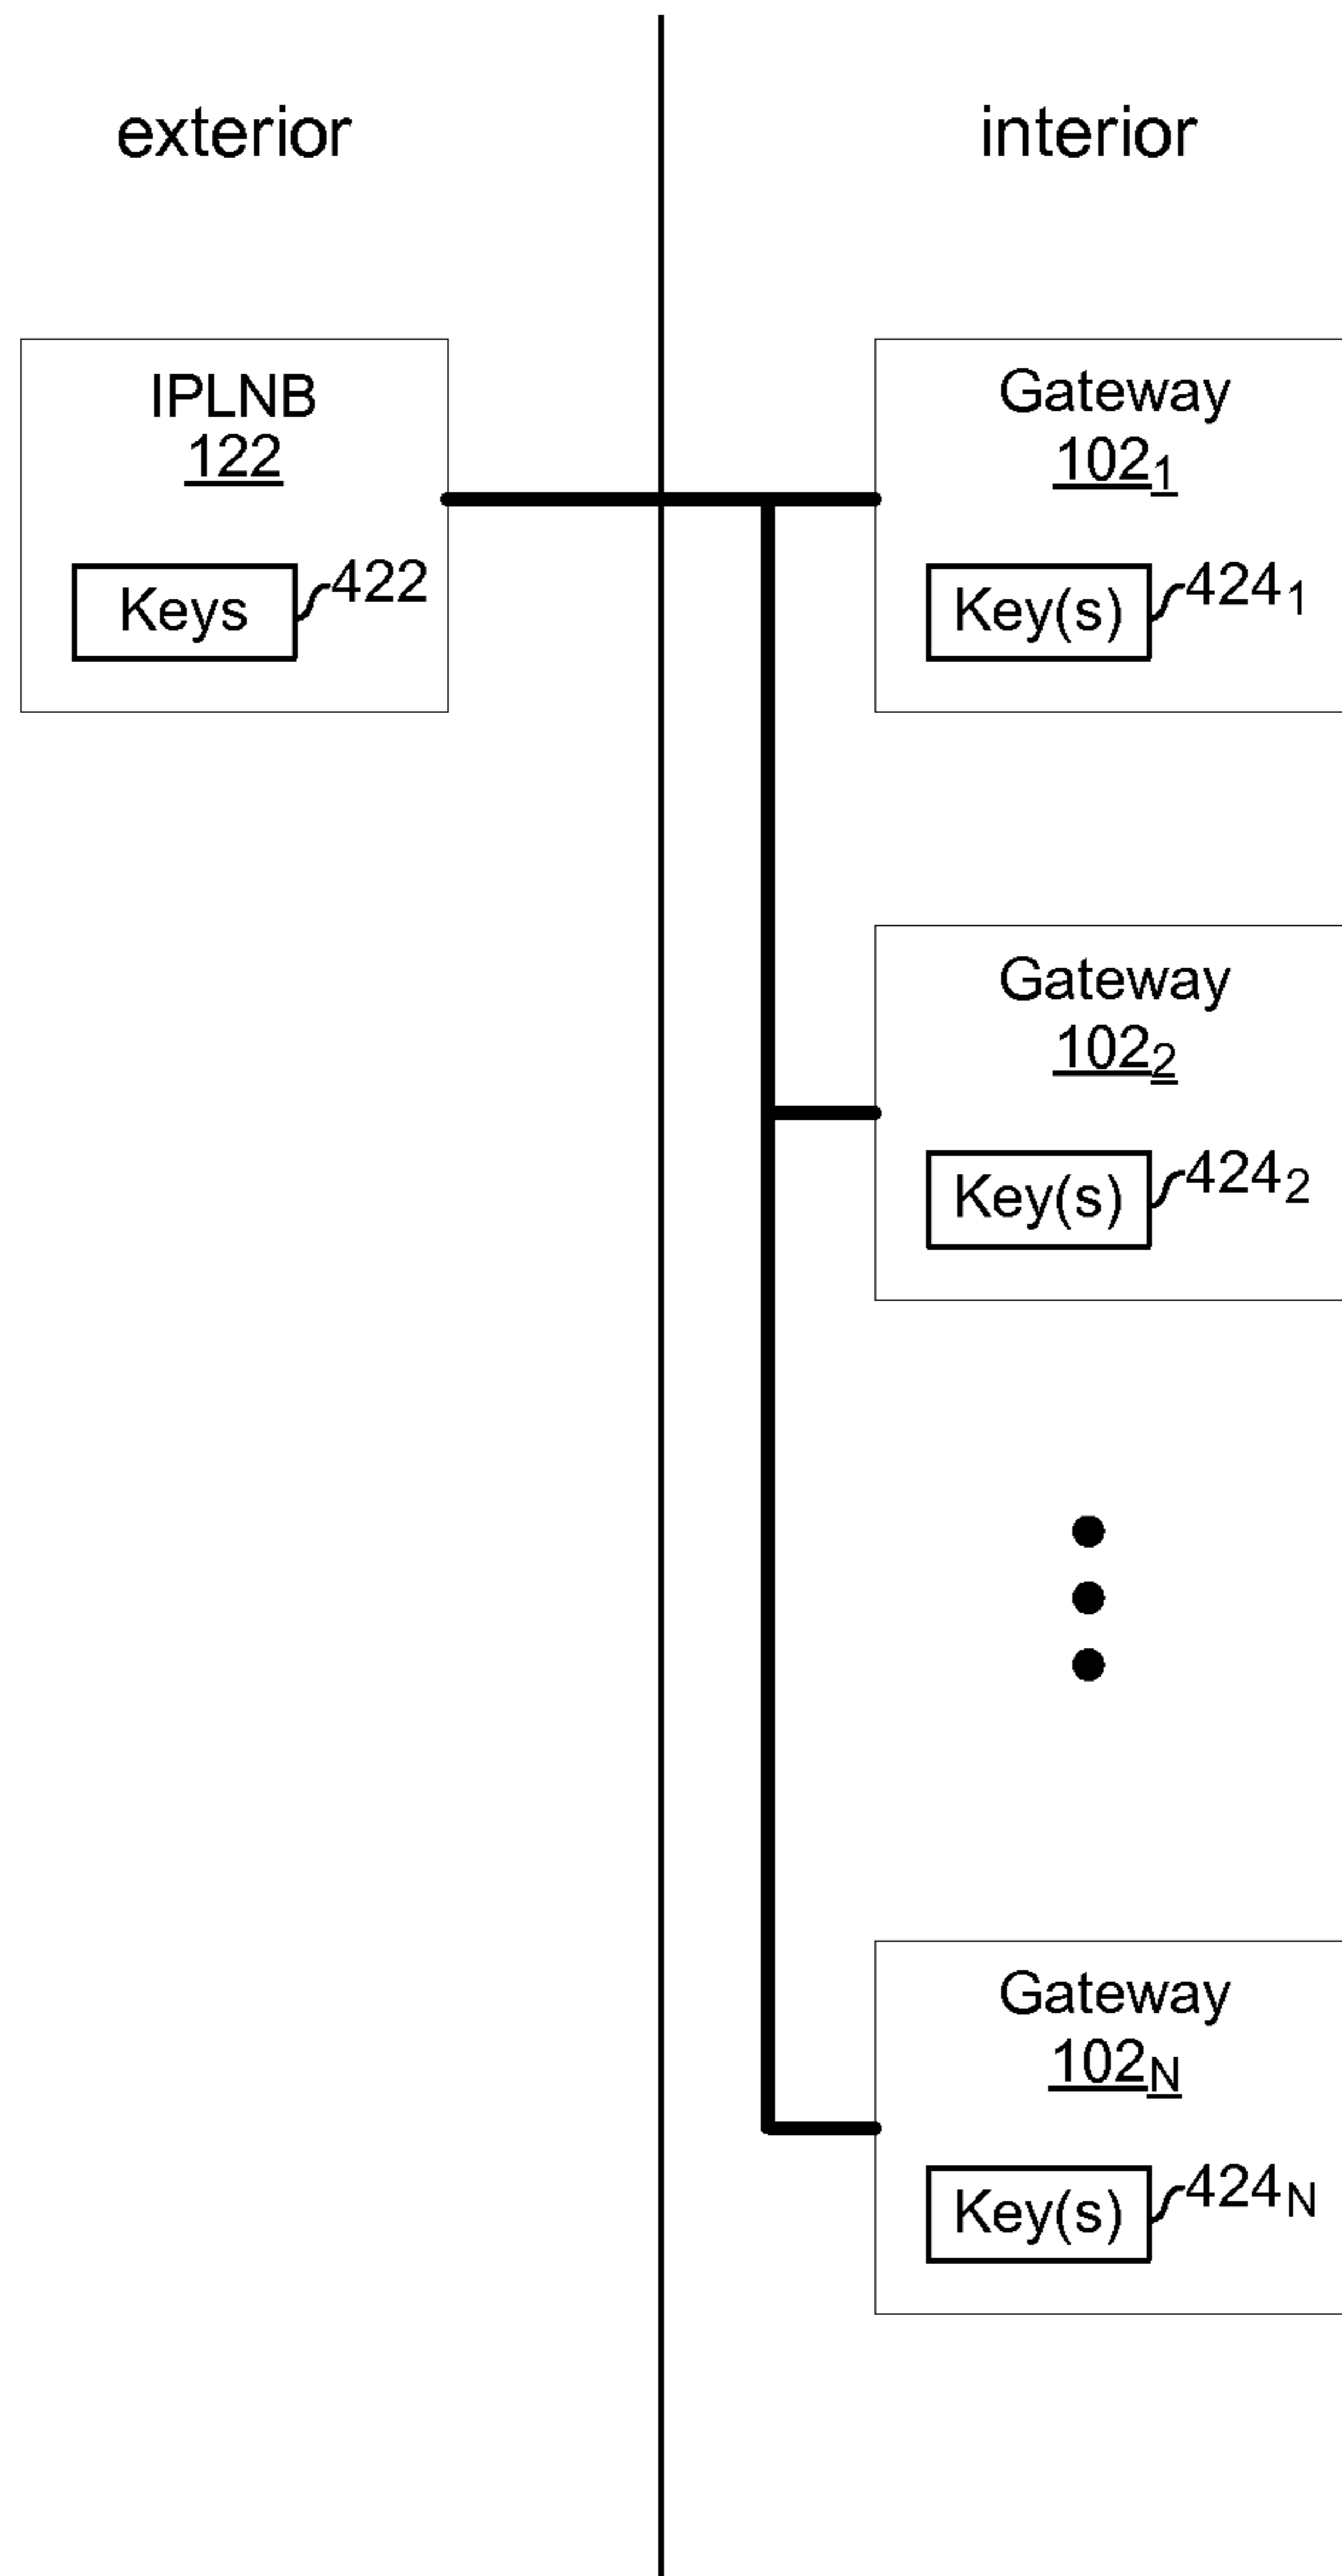 exterior
interior
IPLNB
122
Keys
422
Gateway
102₁
Key(s)
424₁
Gateway
102₂
Key(s)
424₂
Gateway
102N
Key(s)
424N